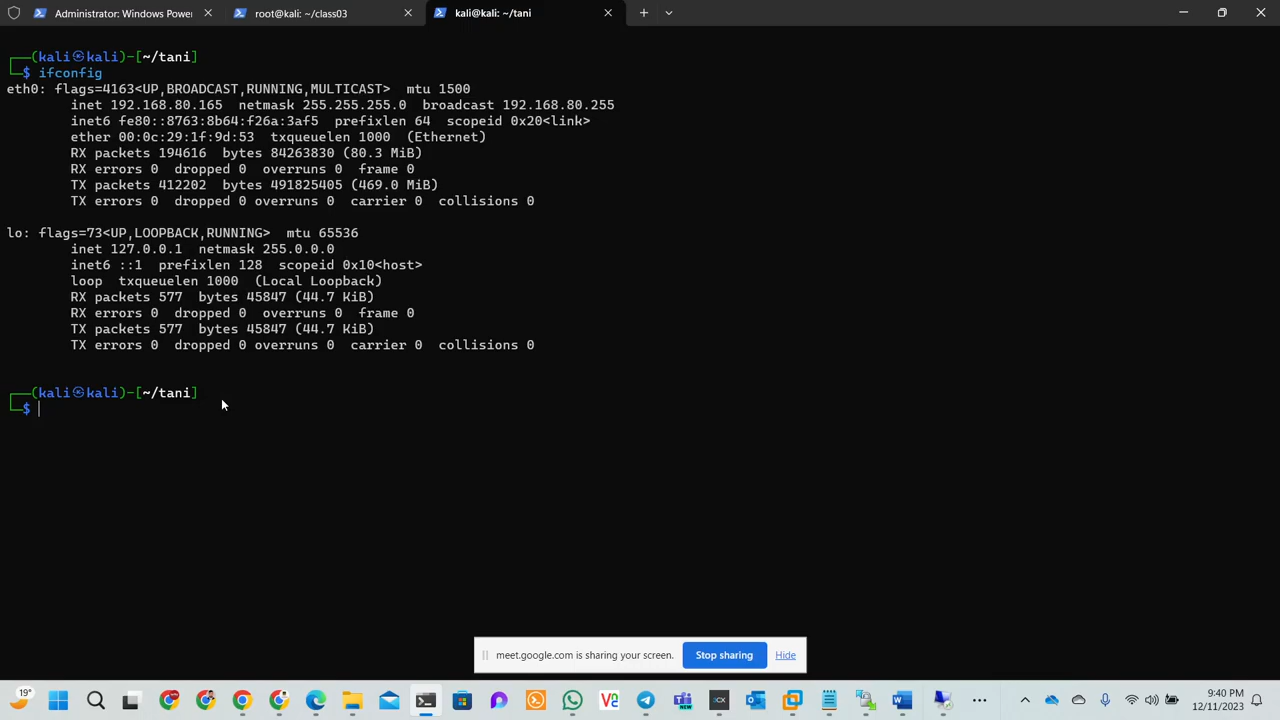 Administrator: Windows Power
root@kali: ~/class03
kali@kali: ~/tani
┌──(kali㉿kali)-[~/tani]
└─$ ifconfig
eth0: flags=4163<UP,BROADCAST,RUNNING,MULTICAST>  mtu 1500
        inet 192.168.80.165  netmask 255.255.255.0  broadcast 192.168.80.255
        inet6 fe80::8763:8b64:f26a:3af5  prefixlen 64  scopeid 0x20<link>
        ether 00:0c:29:1f:9d:53  txqueuelen 1000  (Ethernet)
        RX packets 194616  bytes 84263830 (80.3 MiB)
        RX errors 0  dropped 0  overruns 0  frame 0
        TX packets 412202  bytes 491825405 (469.0 MiB)
        TX errors 0  dropped 0 overruns 0  carrier 0  collisions 0
lo: flags=73<UP,LOOPBACK,RUNNING>  mtu 65536
        inet 127.0.0.1  netmask 255.0.0.0
        inet6 ::1  prefixlen 128  scopeid 0x10<host>
        loop  txqueuelen 1000  (Local Loopback)
        RX packets 577  bytes 45847 (44.7 KiB)
        RX errors 0  dropped 0  overruns 0  frame 0
        TX packets 577  bytes 45847 (44.7 KiB)
        TX errors 0  dropped 0 overruns 0  carrier 0  collisions 0
┌──(kali㉿kali)-[~/tani]
└─$
meet.google.com is sharing your screen.
Stop sharing
Hide
19°
9:40 PM
12/11/2023